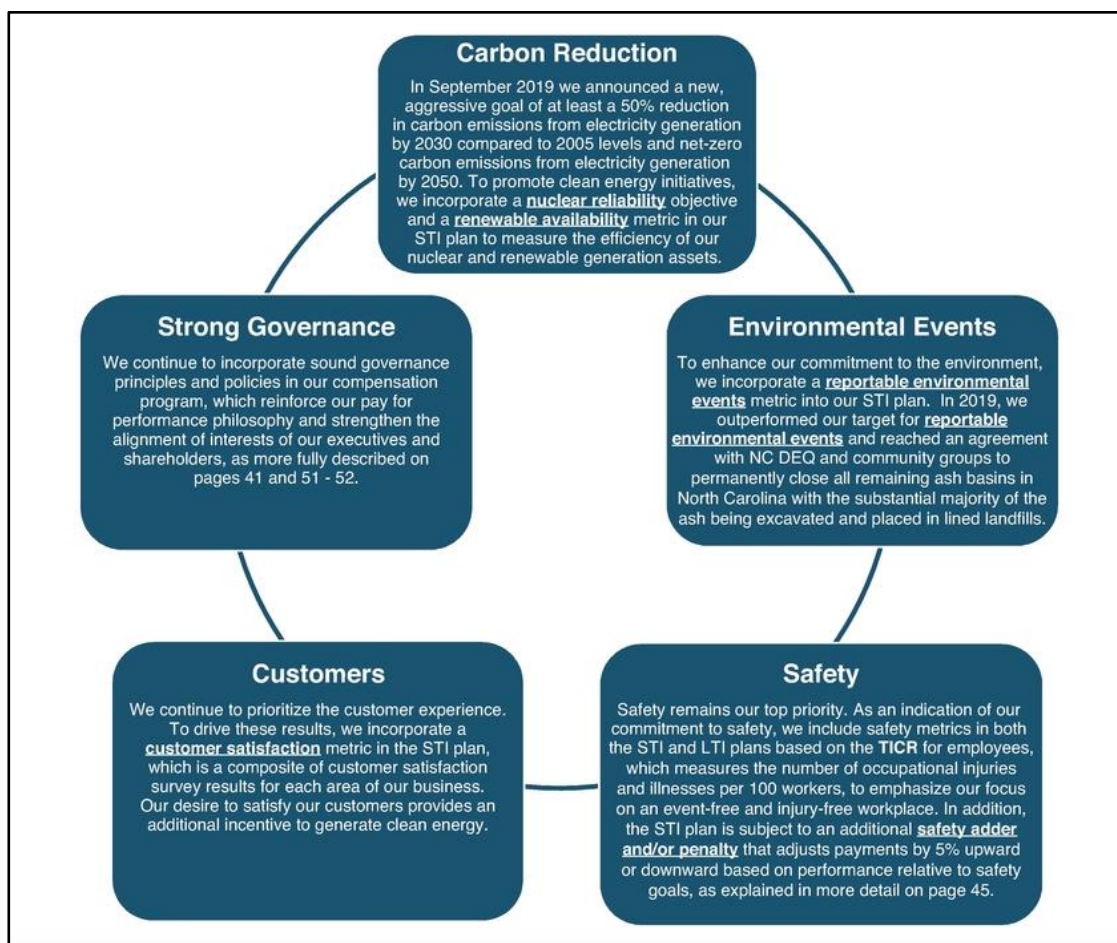 Carbon Reduction
In September 2019 we announced a new,
aggressive goal of at least a 50% reduction
in carbon emissions from electricity generation
by 2030 compared to 2005 levels and net-zero
carbon emissions from electricity generation
by 2050. To promote clean energy initiatives,
we incorporate a nuclear reliability objective
and a renewable availability metric in our
STI plan to measure the efficiency of our
nuclear and renewable generation assets.
Strong Governance
We continue to incorporate sound governance
principles and policies in our compensation
program, which reinforce our pay for
performance philosophy and strengthen the
alignment of interests of our executives and
shareholders, as more fully described on
pages 41 and 51 - 52.
Environmental Events
To enhance our commitment to the environment,
we incorporate a reportable environmental
events metric into our STI plan. In 2019, we
outperformed our target for reportable
environmental events and reached an agreement
with NC DEQ and community groups to
permanently close all remaining ash basins in
North Carolina with the substantial majority of the
ash being excavated and placed in lined landfills.
Customers
We continue to prioritize the customer experience.
To drive these results, we incorporate a
customer satisfaction metric in the STI plan,
which is a composite of customer satisfaction
survey results for each area of our business.
Our desire to satisfy our customers provides an
additional incentive to generate clean energy.
Safety
Safety remains our top priority. As an indication of our
commitment to safety, we include safety metrics in both
the STI and LTI plans based on the TICR for employees,
which measures the number of occupational injuries
and illnesses per 100 workers, to emphasize our focus
on an event-free and injury-free workplace. In addition,
the STI plan is subject to an additional safety adder
and/or penalty that adjusts payments by 5% upward
or downward based on performance relative to safety
goals, as explained in more detail on page 45.